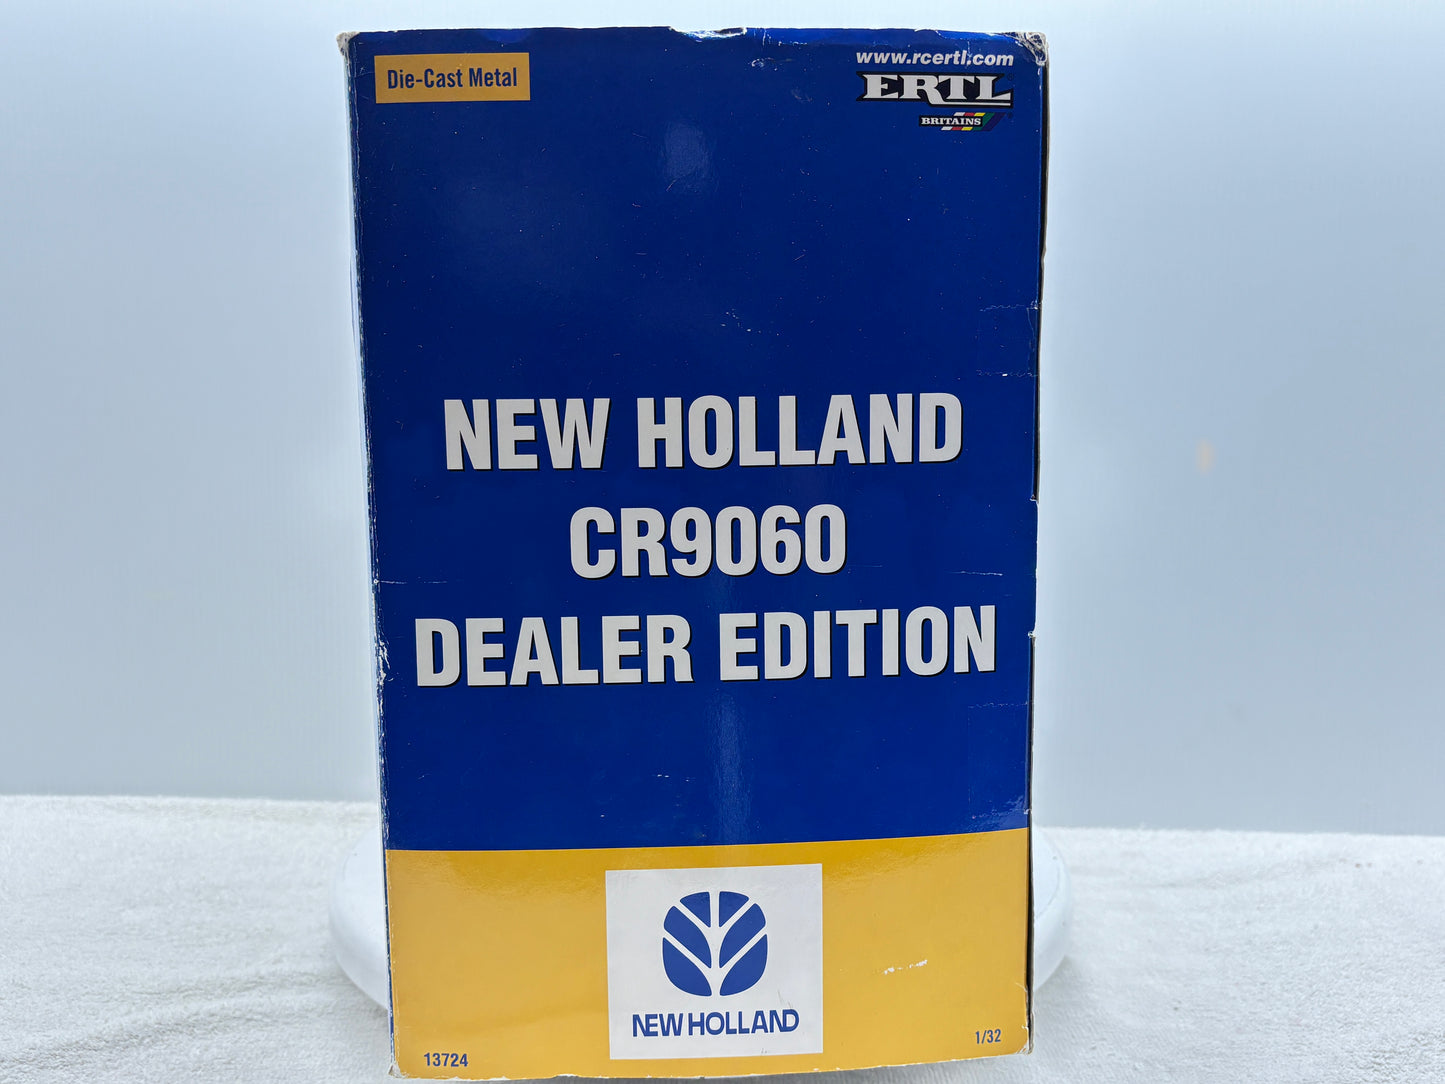 Die-Cast Metal
www.rcertl.com
ERTL
BRITAINS
NEW HOLLAND
CR9060
DEALER EDITION
NEW HOLLAND
13724
1/32